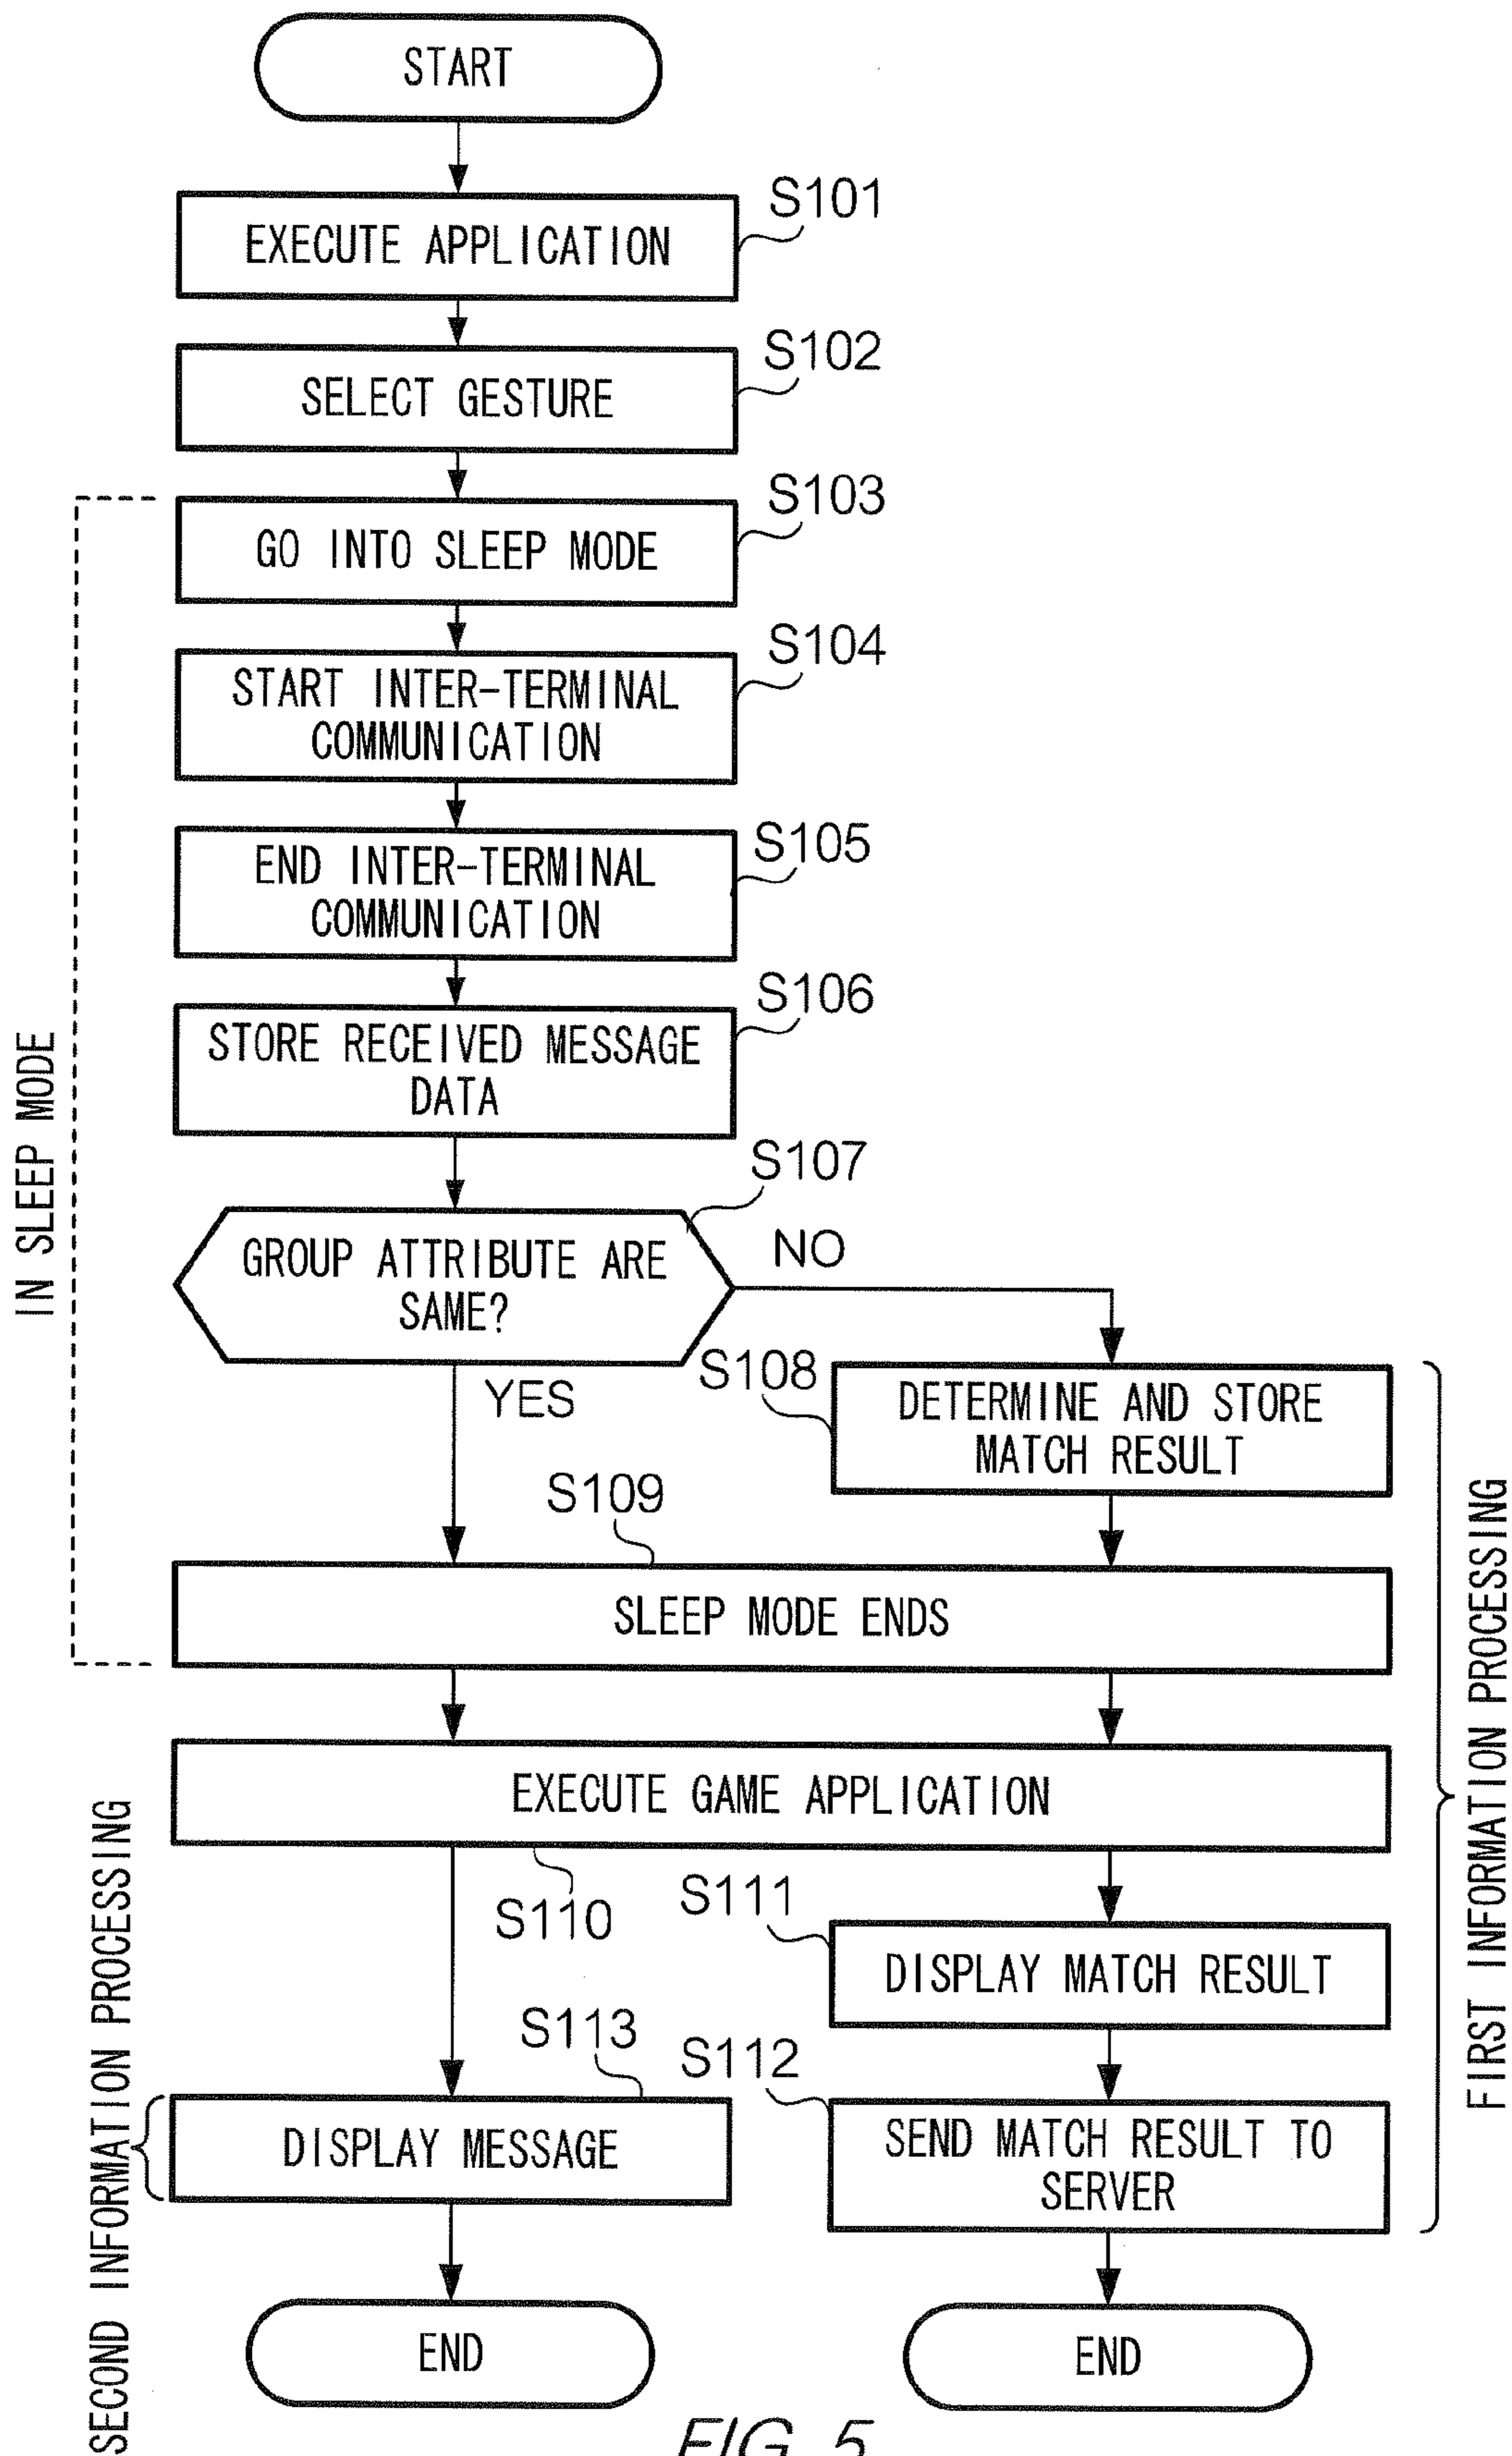 START
S101
EXECUTE APPLICATION
S102
SELECT GESTURE
S103
GO INTO SLEEP MODE
S104
START INTER-TERMINAL
COMMUNICATION
S105
END INTER-TERMINAL
COMMUNICATION
S106
STORE RECEIVED MESSAGE
DATA
IN SLEEP MODE
S107
GROUP ATTRIBUTE ARE
SAME?
NO
YES
S108
DETERMINE AND STORE
MATCH RESULT
S109
SLEEP MODE ENDS
FIRST INFORMATION PROCESSING
EXECUTE GAME APPLICATION
S110
S111
DISPLAY MATCH RESULT
SECOND INFORMATION PROCESSING
S113
DISPLAY MESSAGE
S112
SEND MATCH RESULT TO
SERVER
END
END
FIG. 5